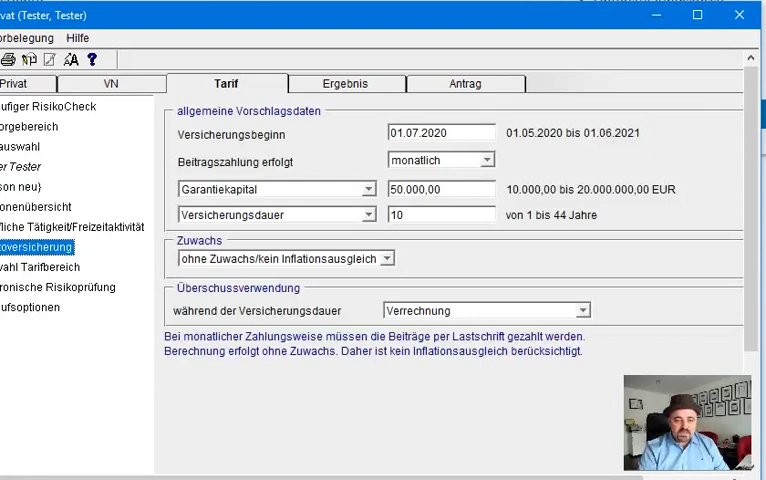 vat (Tester, Tester)
orbelegung Hilfe
Privat VN Tarif Ergebnis Antrag
ufiger RisikoCheck
orgebereich
auswahl
er Tester
son neu}
onenübersicht
fliche Tätigkeit/Freizeitaktivität
koversicherung
wahl Tarifbereich
ronische Risikoprüfung
ufsoptionen
allgemeine Vorschlagsdaten
Versicherungsbeginn 01.07.2020 01.05.2020 bis 01.06.2021
Beitragszahlung erfolgt monatlich
Garantiekapital 50.000,00 10.000,00 bis 20.000.000,00 EUR
Versicherungsdauer 10 von 1 bis 44 Jahre
Zuwachs
ohne Zuwachs/kein Inflationsausgleich
Überschussverwendung
während der Versicherungsdauer Verrechnung
Bei monatlicher Zahlungsweise müssen die Beiträge per Lastschrift gezahlt werden.
Berechnung erfolgt ohne Zuwachs. Daher ist kein Inflationsausgleich berücksichtigt.